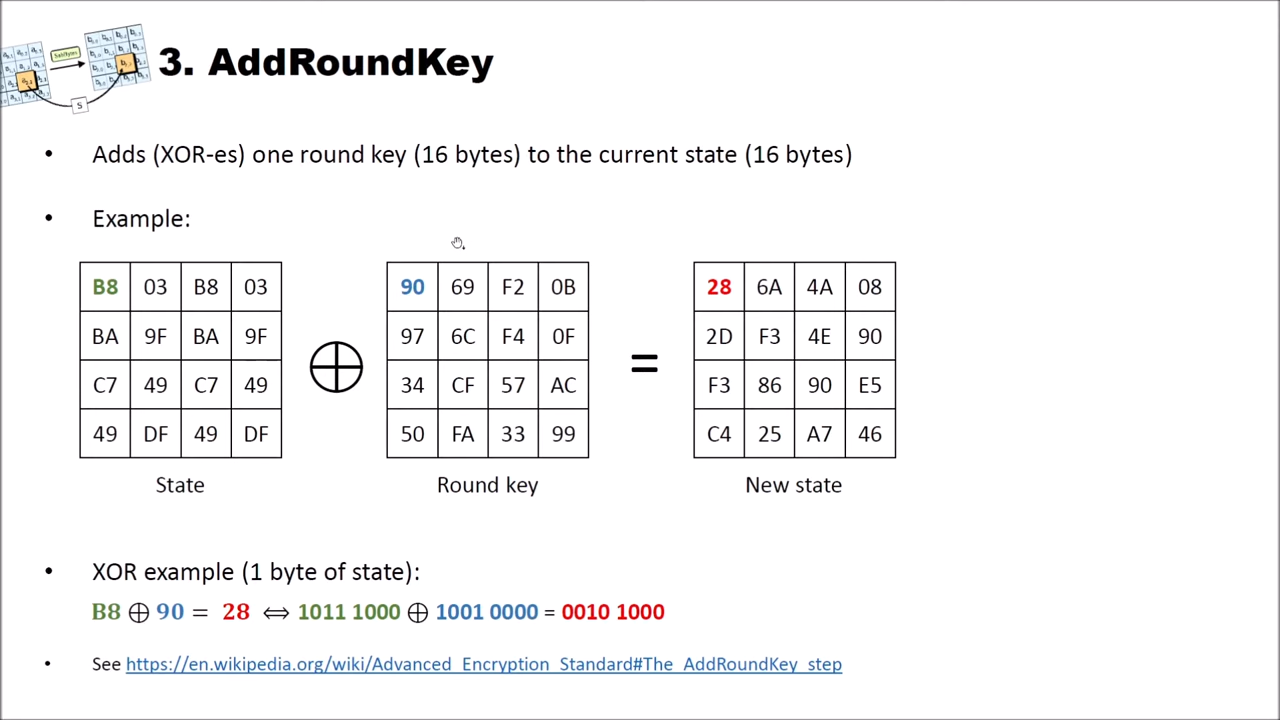 SubBytes
S
3. AddRoundKey
• Adds (XOR-es) one round key (16 bytes) to the current state (16 bytes)
• Example:
B8 03 B8 03
BA 9F BA 9F
C7 49 C7 49
49 DF 49 DF
State
⊕
90 69 F2 0B
97 6C F4 0F
34 CF 57 AC
50 FA 33 99
Round key
=
28 6A 4A 08
2D F3 4E 90
F3 86 90 E5
C4 25 A7 46
New state
• XOR example (1 byte of state):
B8 ⊕ 90 = 28 ⟺ 1011 1000 ⊕ 1001 0000 = 0010 1000
• See https://en.wikipedia.org/wiki/Advanced_Encryption_Standard#The_AddRoundKey_step